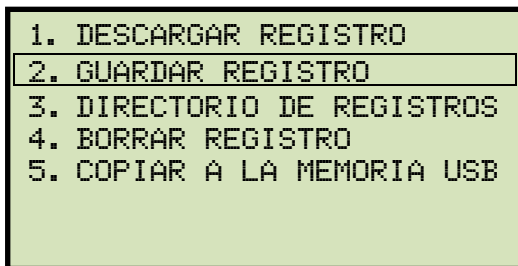 1. DESCARGAR REGISTRO
2. GUARDAR REGISTRO
3. DIRECTORIO DE REGISTROS
4. BORRAR REGISTRO
5. COPIAR A LA MEMORIA USB